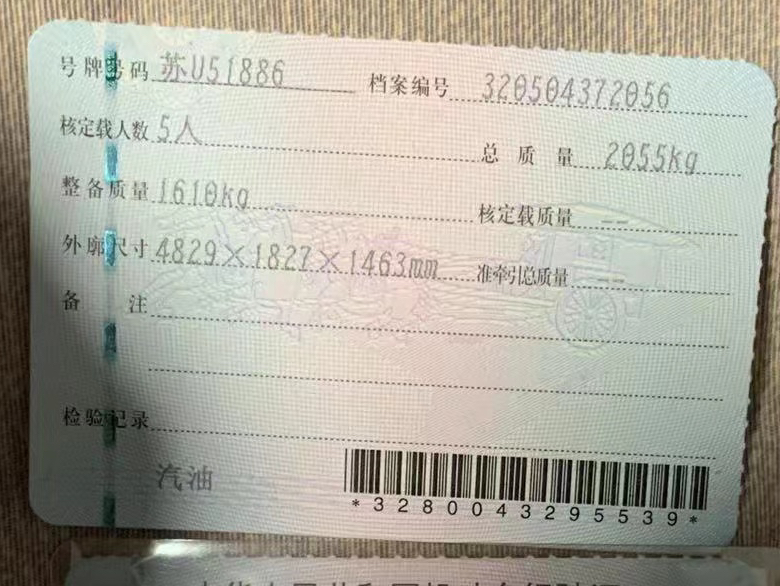 号牌号码 苏U51886 档案编号 320504372056
核定载人数 5人 总质量 2055kg
整备质量 1610kg 核定载质量 --
外廓尺寸 4829×1827×1463mm 准牵引总质量 --
备注
检验记录
汽油
*3280043295539*